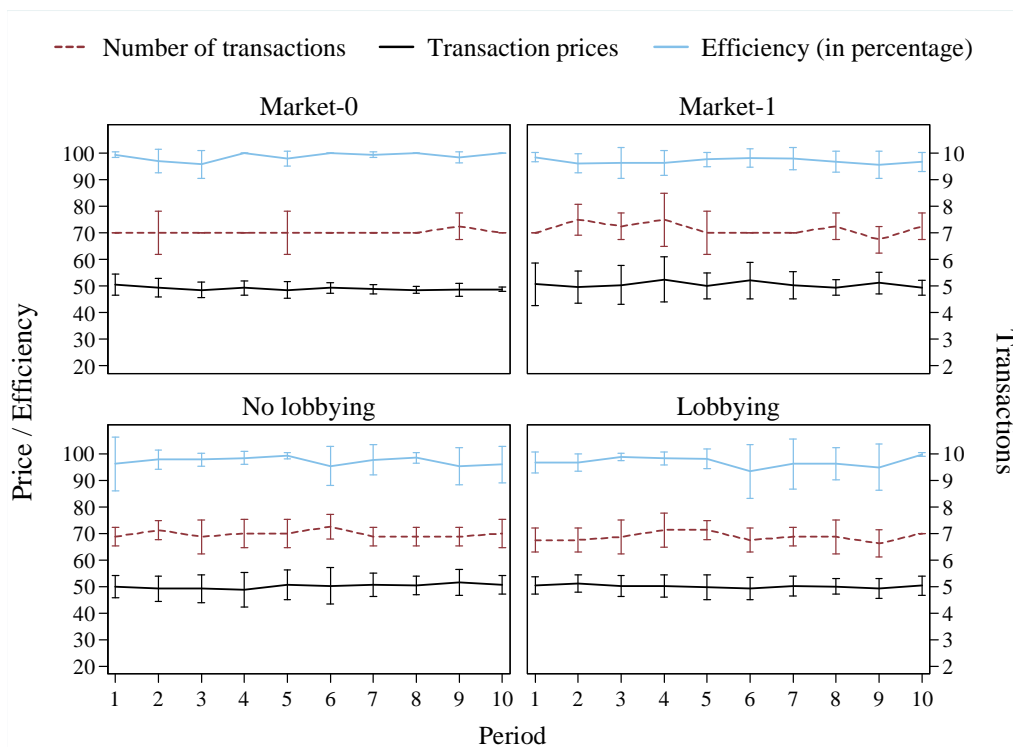 Number of transactions Transaction prices Efficiency (in percentage)
Market-0 Market-1
100 10
90 9
80 8
70 7
60 6
50 5
40 4
30 3
20 2
No lobbying Lobbying
100 10
90 9
80 8
70 7
60 6
50 5
40 4
30 3
20 2
1 2 3 4 5 6 7 8 9 10 1 2 3 4 5 6 7 8 9 10
Period
Price / Efficiency
Transactions